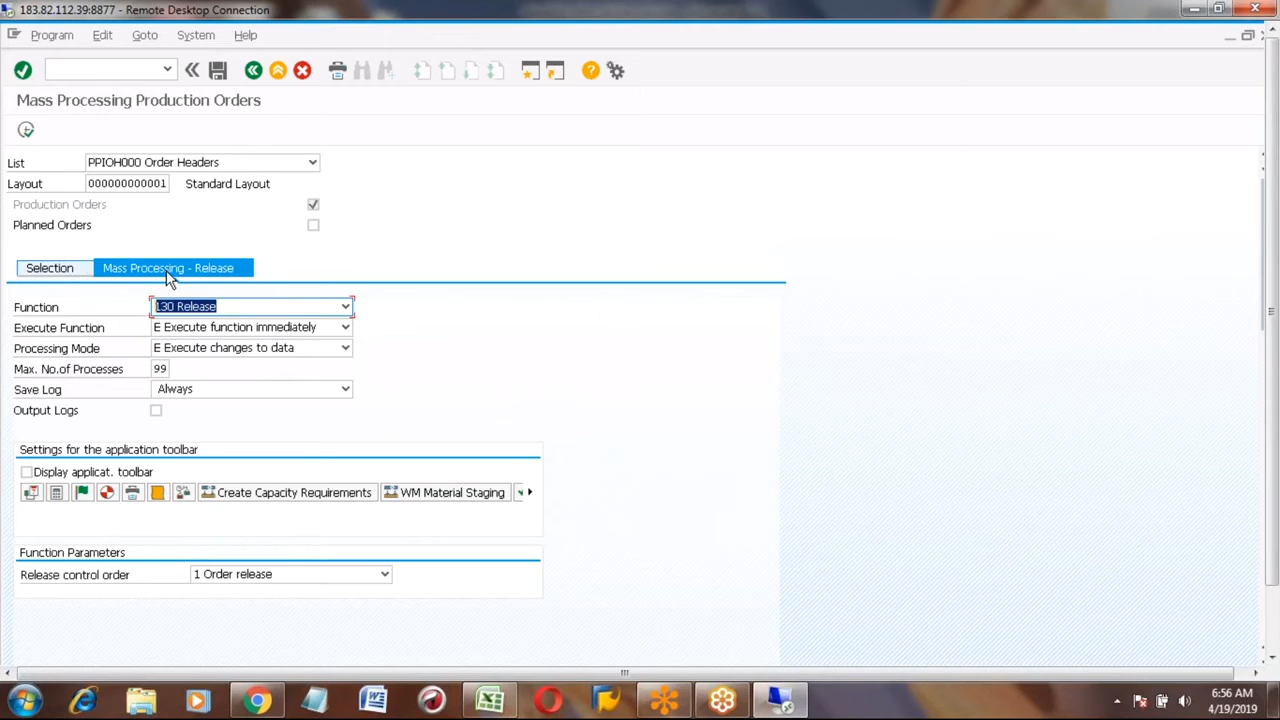 183.82.112.39:8877 - Remote Desktop Connection
Program Edit Goto System Help
Mass Processing Production Orders
List PPIOH000 Order Headers
Layout 000000000001 Standard Layout
Production Orders
Planned Orders
Selection Mass Processing - Release
Function 130 Release
Execute Function E Execute function immediately
Processing Mode E Execute changes to data
Max. No.of Processes 99
Save Log Always
Output Logs
Settings for the application toolbar
Display applicat. toolbar
Create Capacity Requirements WM Material Staging
Function Parameters
Release control order 1 Order release
6:56 AM
4/19/2019